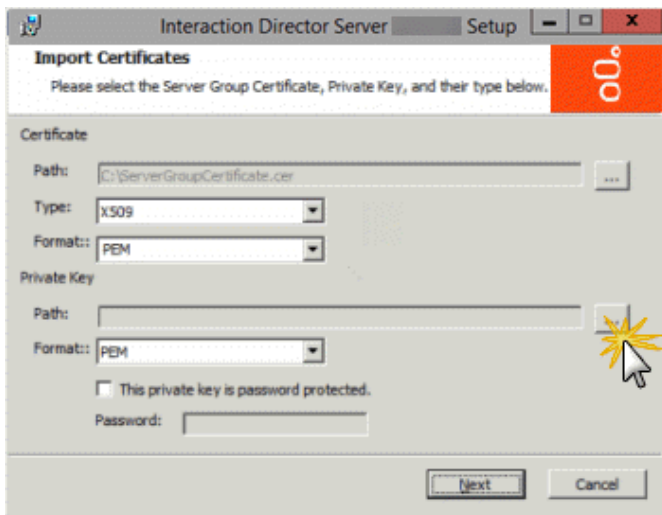 Interaction Director Server Setup
Import Certificates
Please select the Server Group Certificate, Private Key, and their type below.
Certificate
Path: C:\ServerGroupCertificate.cer ...
Type: X509
Format:: PEM
Private Key
Path: ...
Format:: PEM
This private key is password protected.
Password:
Next Cancel